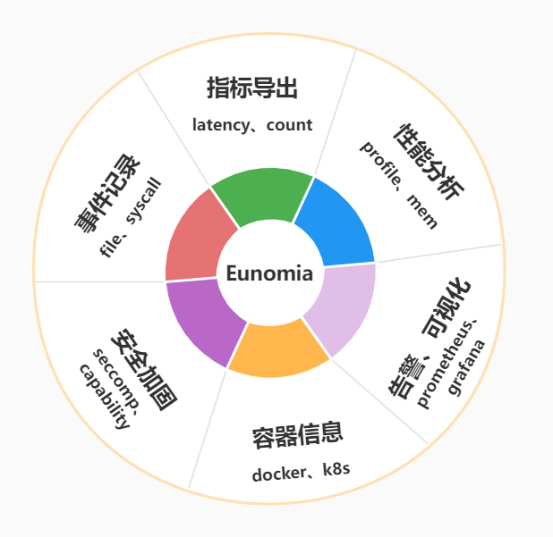 指标导出
latency、count
性能分析
profile、mem
告警、可视化
prometheus、
grafana
容器信息
docker、k8s
安全加固
seccomp、
capability
事件记录
file、syscall
Eunomia